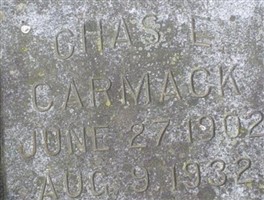 CHAS E
CARMACK
JUNE 27 1902
AUG 9 1932